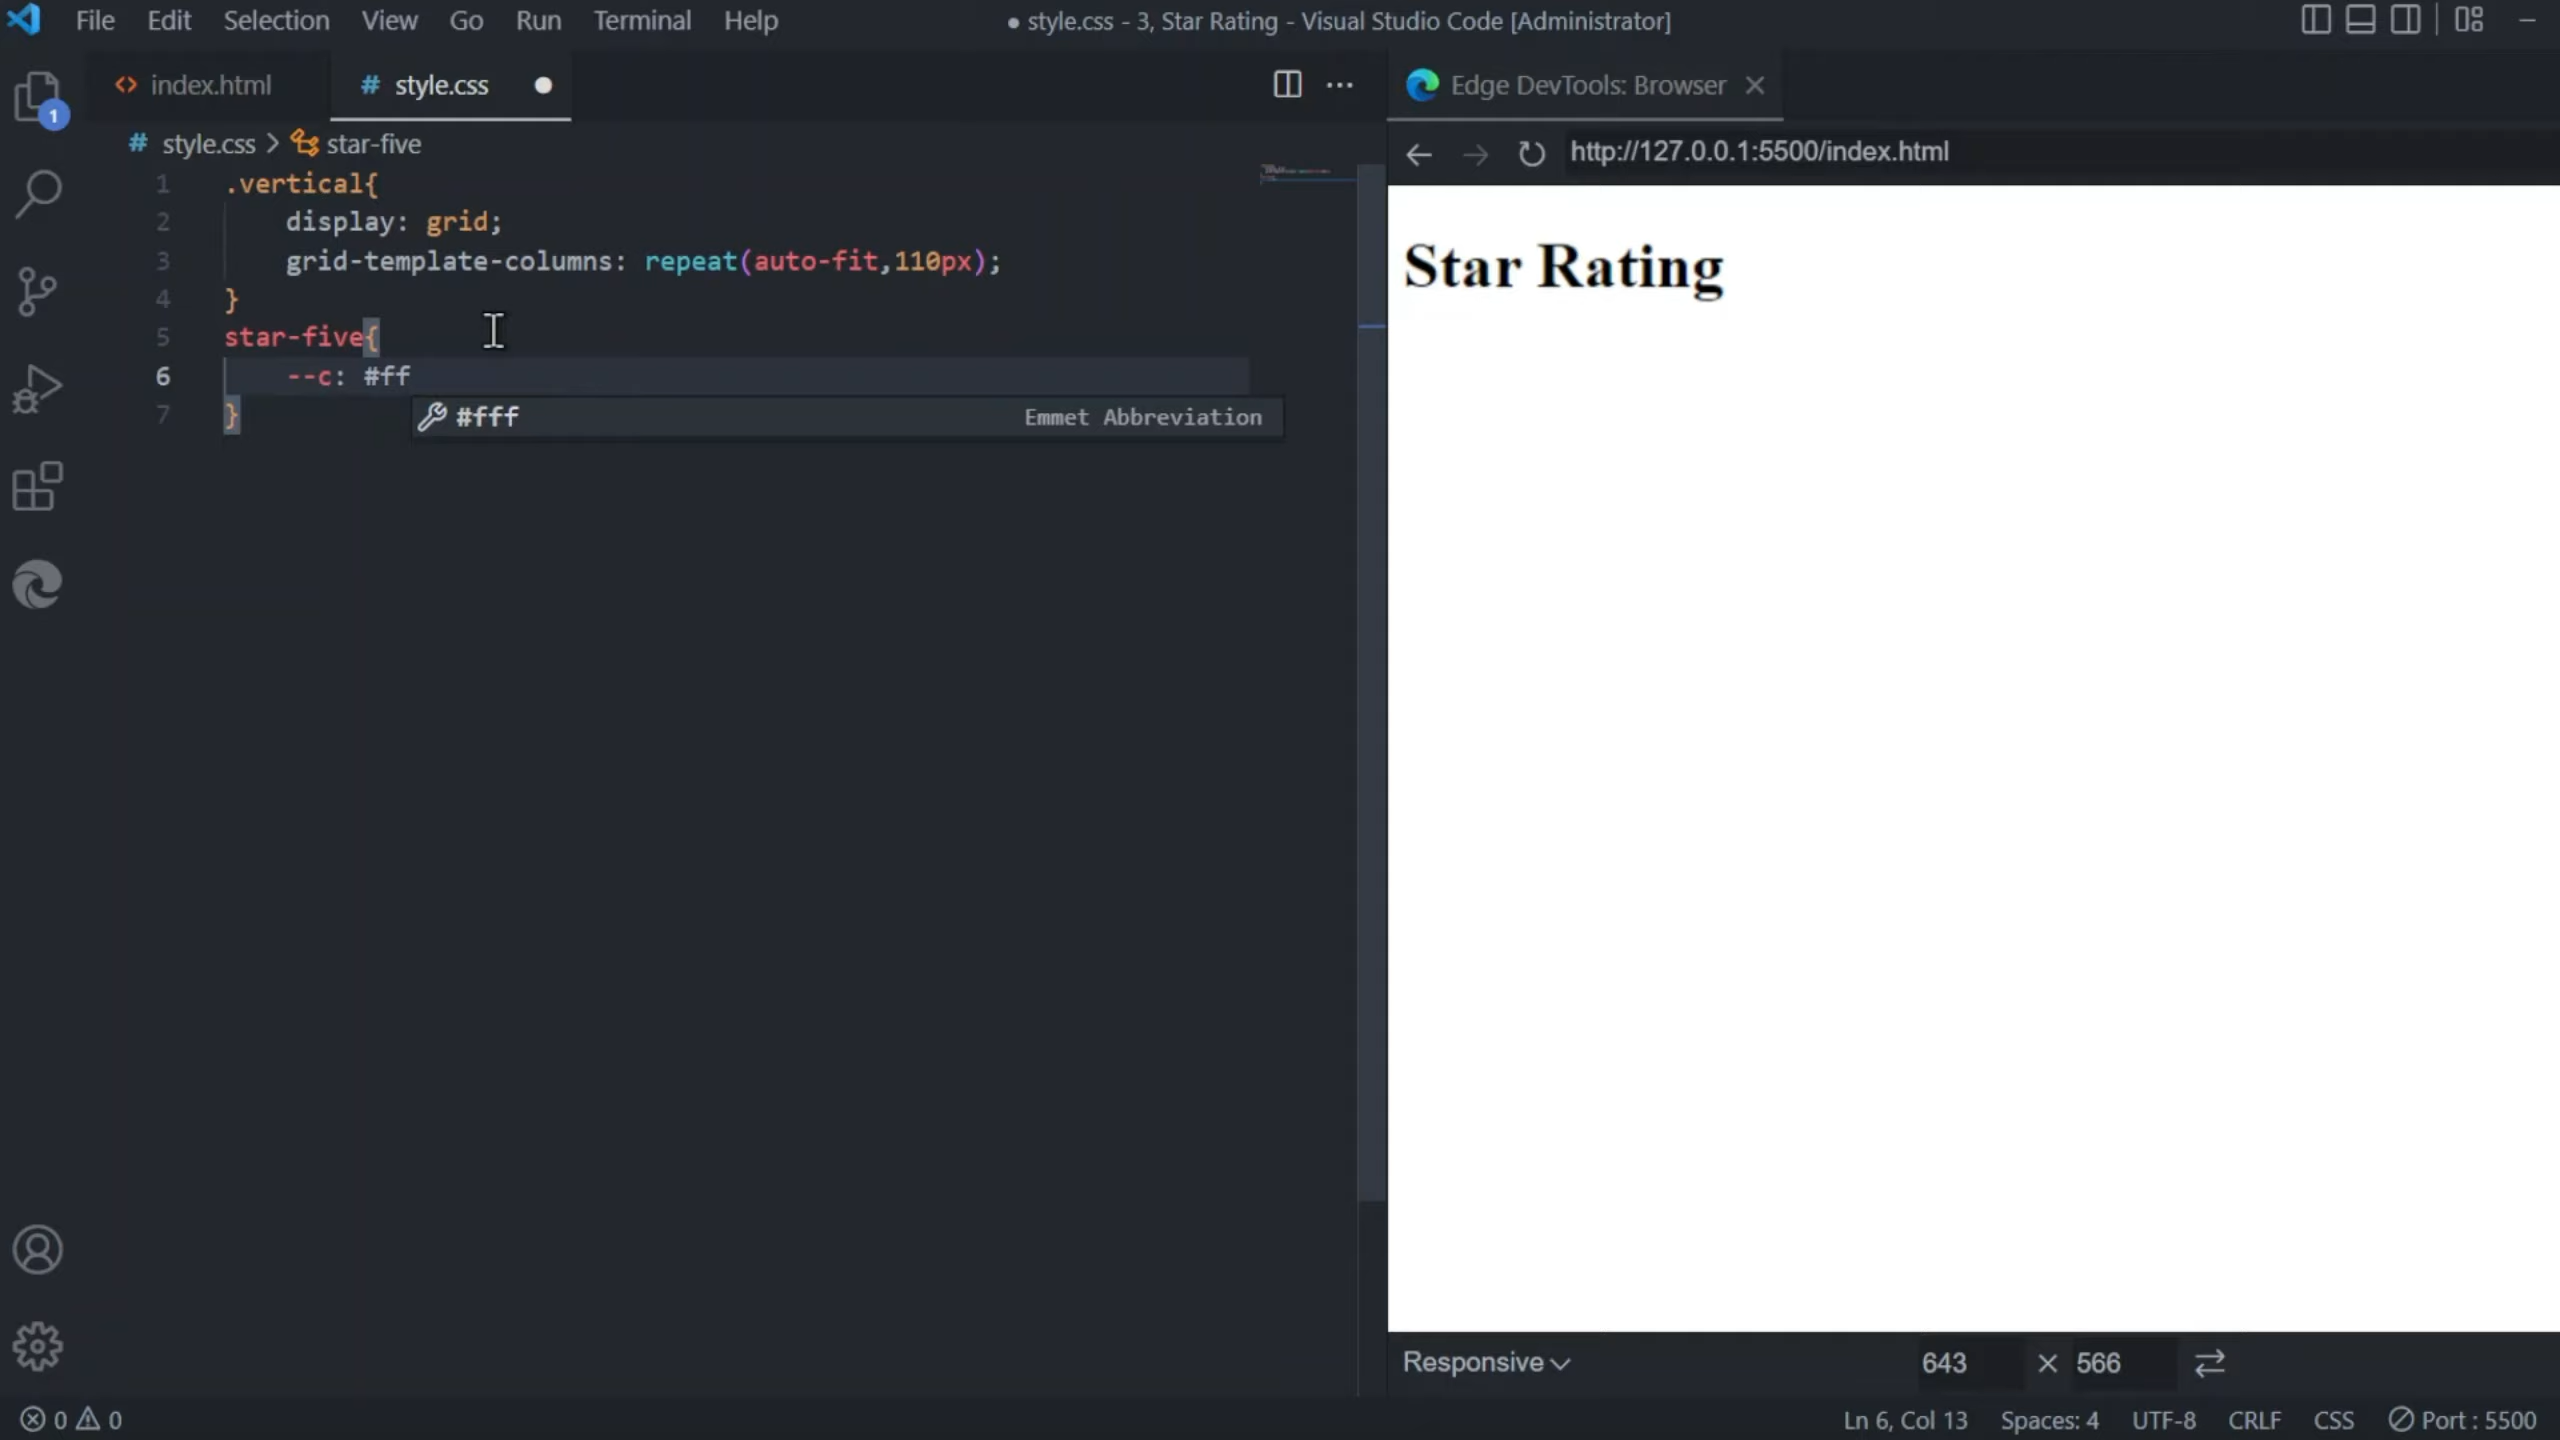 File Edit Selection View Go Run Terminal Help
● style.css - 3, Star Rating - Visual Studio Code [Administrator]
<> index.html
# style.css ●
Edge DevTools: Browser
1
# style.css > star-five
http://127.0.0.1:5500/index.html
1 .vertical{
2 display: grid;
3 grid-template-columns: repeat(auto-fit,110px);
4 }
5 star-five{
6 --c: #ff
7 }
#fff Emmet Abbreviation
Star Rating
Responsive 643 × 566
0 0
Ln 6, Col 13 Spaces: 4 UTF-8 CRLF CSS Port : 5500